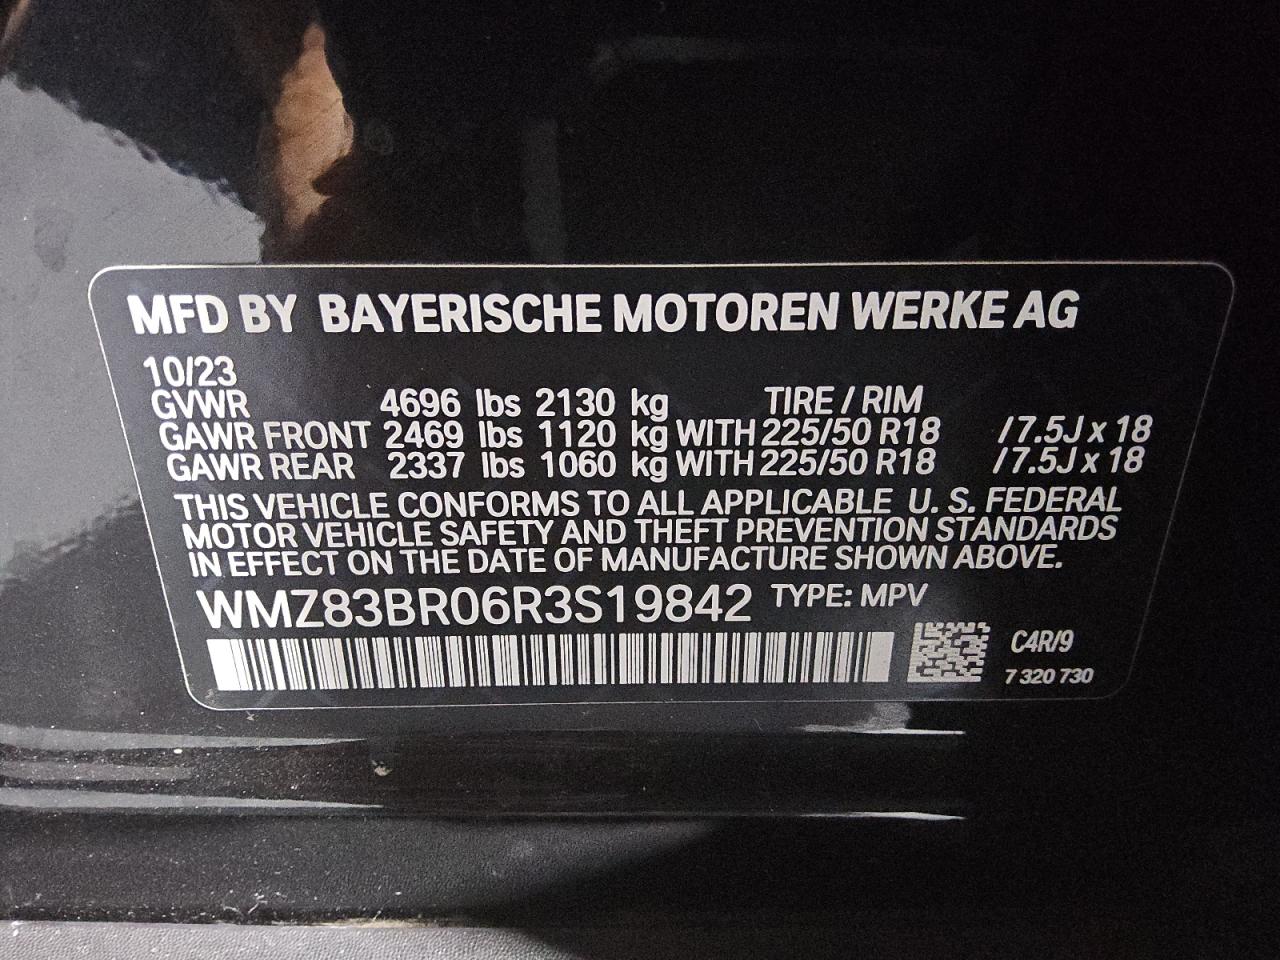 MFD BY BAYERISCHE MOTOREN WERKE AG
10/23
GVWR 4696 lbs 2130 kg TIRE / RIM
GAWR FRONT 2469 lbs 1120 kg WITH 225/50 R18 / 7.5J x 18
GAWR REAR 2337 lbs 1060 kg WITH 225/50 R18 / 7.5J x 18
THIS VEHICLE CONFORMS TO ALL APPLICABLE U. S. FEDERAL
MOTOR VEHICLE SAFETY AND THEFT PREVENTION STANDARDS
IN EFFECT ON THE DATE OF MANUFACTURE SHOWN ABOVE.
WMZ83BR06R3S19842 TYPE: MPV
C4R/9
7 320 730